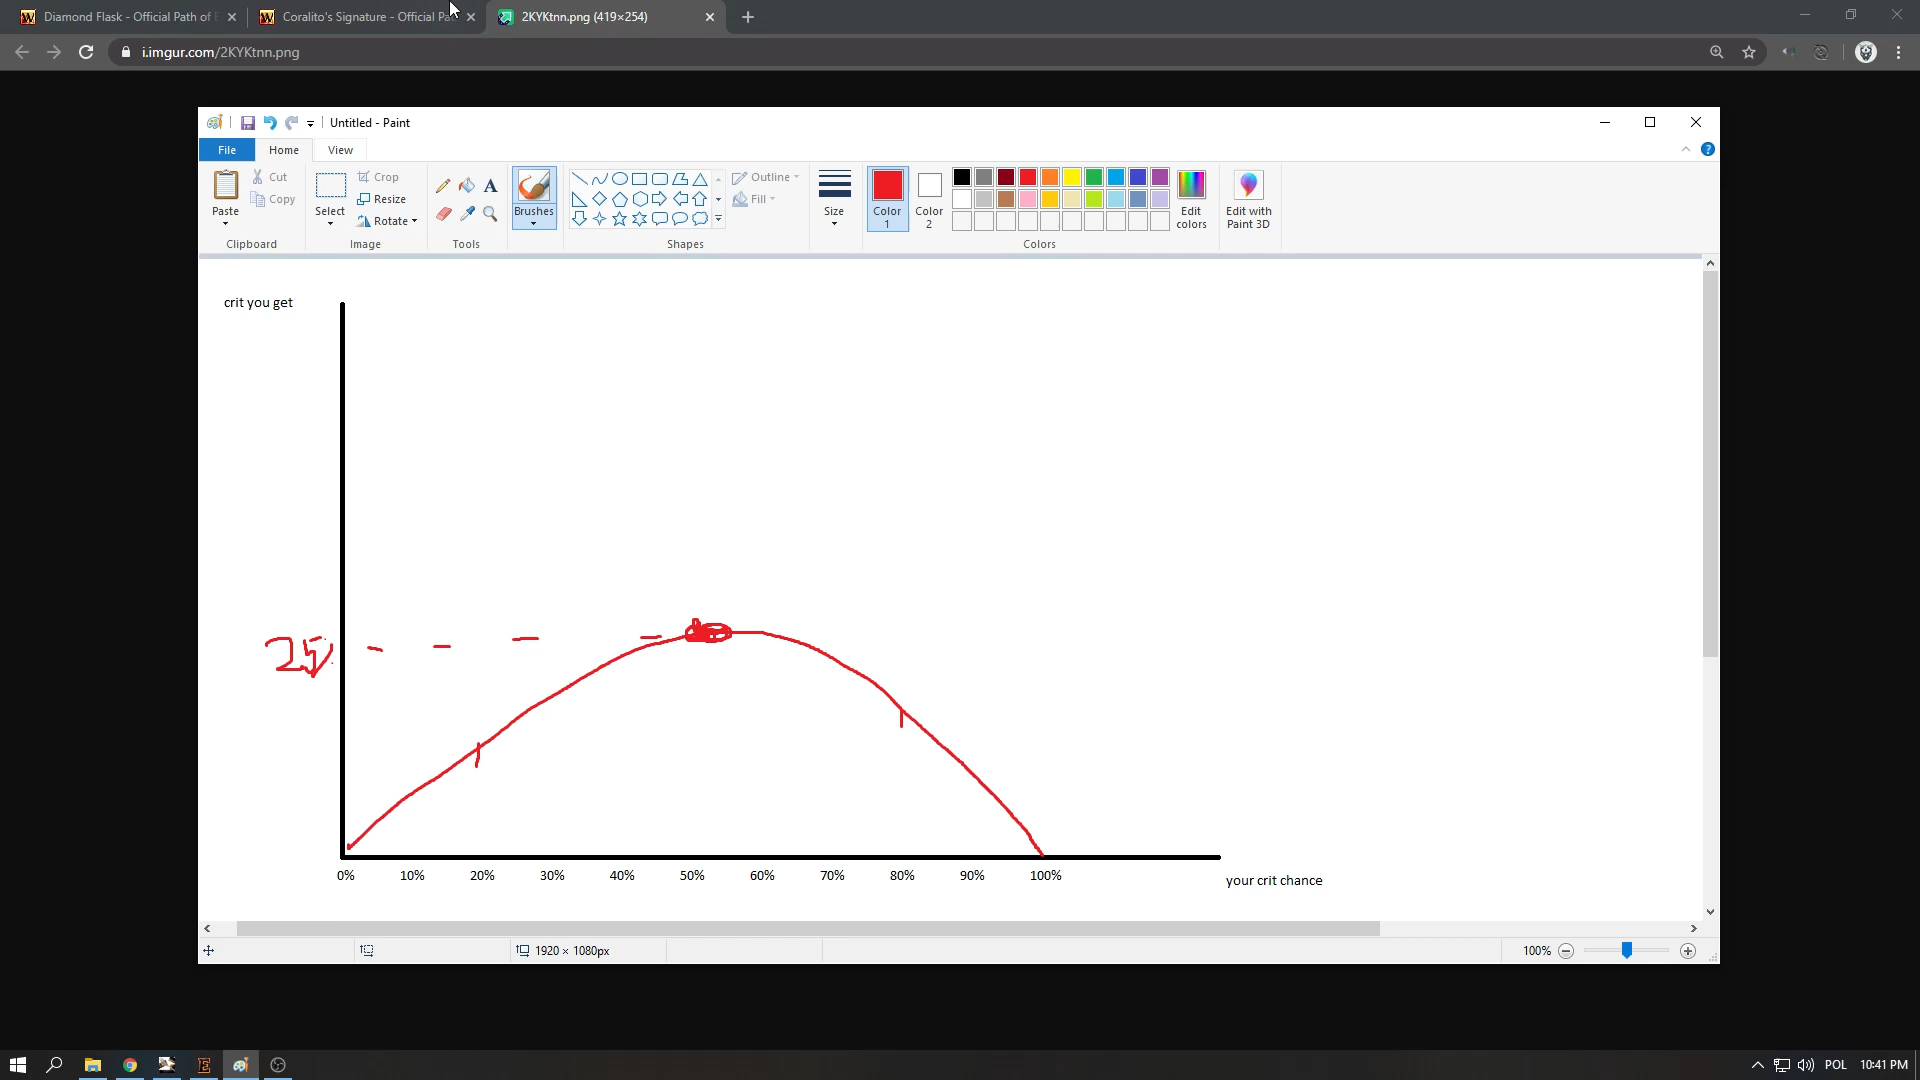 Diamond Flask - Official Path of E
Coralito's Signature - Official Pa
2KYKtnn.png (419×254)
i.imgur.com/2KYKtnn.png
Untitled - Paint
File
Home
View
Paste
Cut
Copy
Clipboard
Select
Crop
Resize
Rotate
Image
Tools
Brushes
Shapes
Outline
Fill
Size
Color 1
Color 2
Edit colors
Edit with Paint 3D
Colors
crit you get
25
0% 10% 20% 30% 40% 50% 60% 70% 80% 90% 100%
your crit chance
1920 × 1080px
100%
POL
10:41 PM